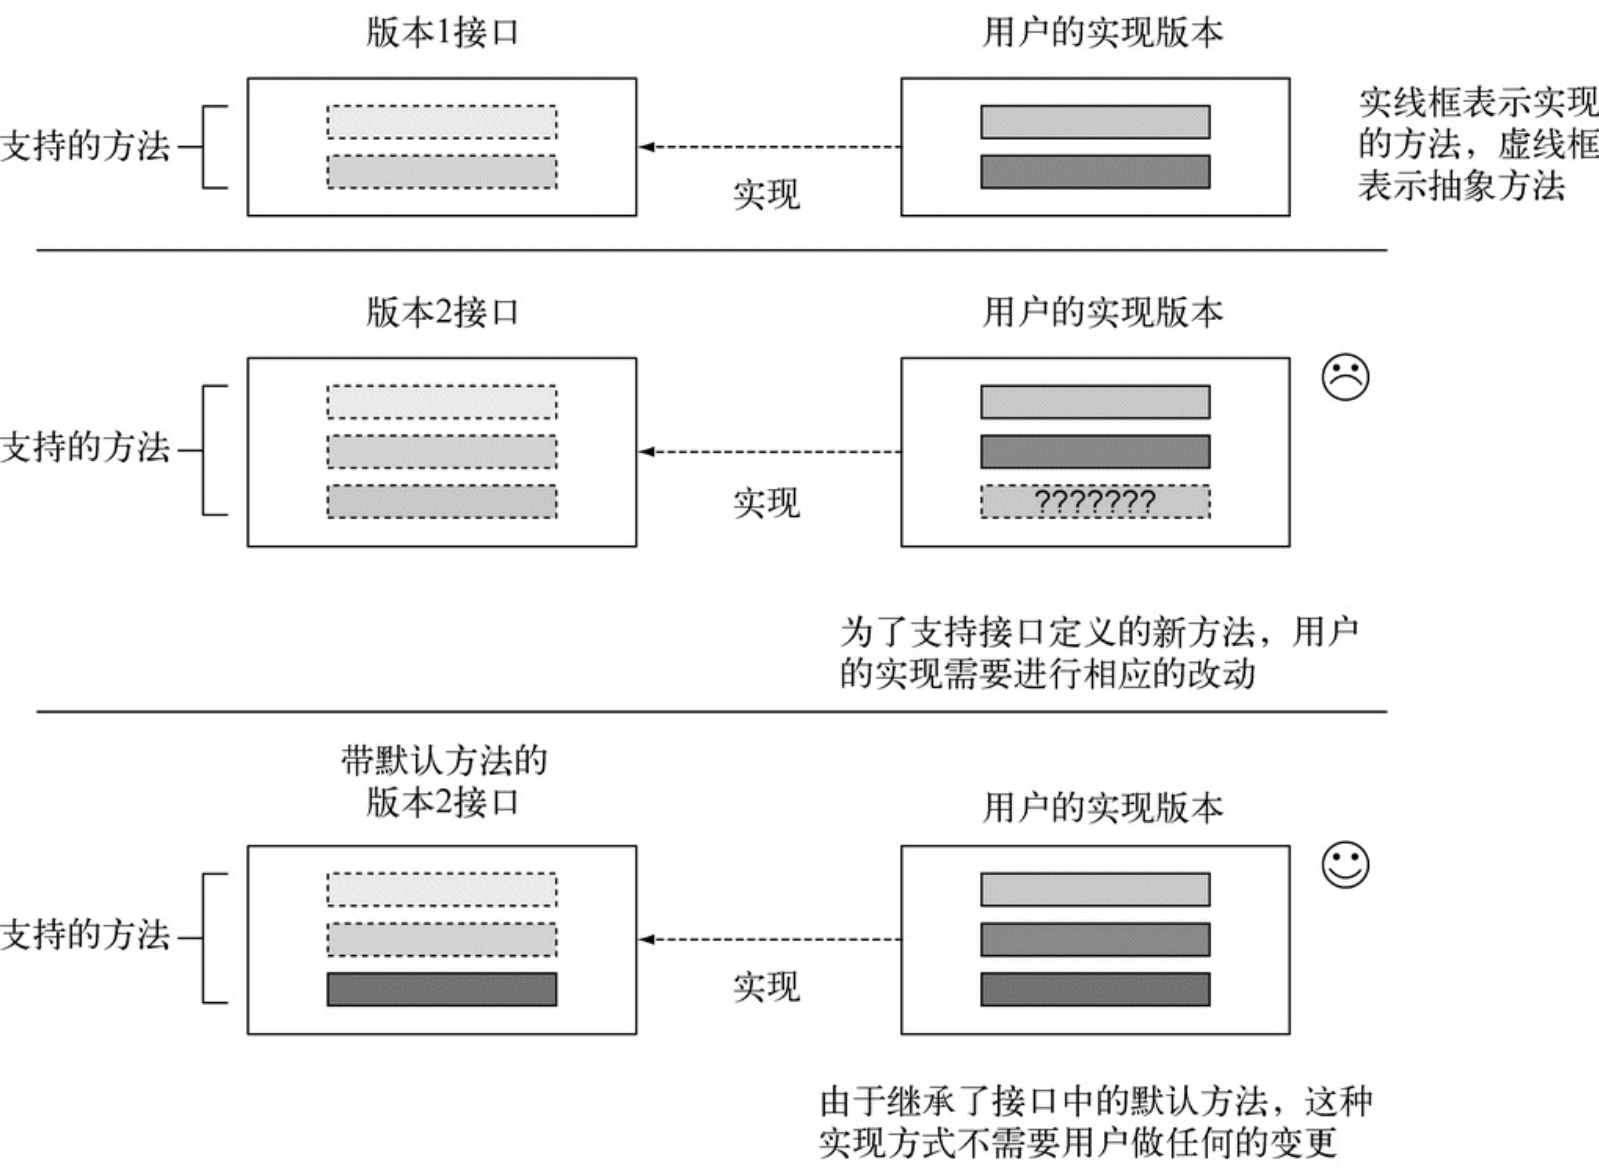 版本1接口
用户的实现版本
支持的方法
实现
实线框表示实现
的方法，虚线框
表示抽象方法
版本2接口
用户的实现版本
支持的方法
实现
???????
为了支持接口定义的新方法，用户
的实现需要进行相应的改动
带默认方法的
版本2接口
用户的实现版本
支持的方法
实现
由于继承了接口中的默认方法，这种
实现方式不需要用户做任何的变更